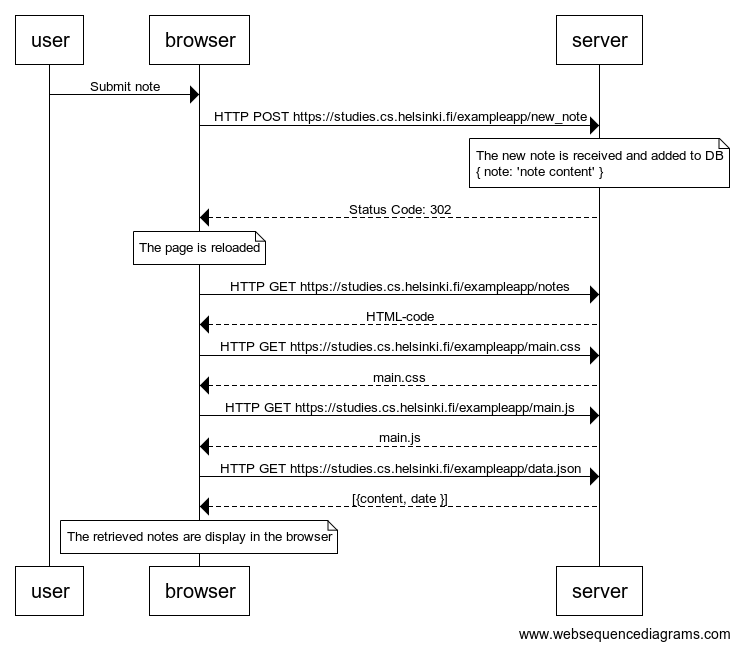 user
browser
server
Submit note
HTTP POST https://studies.cs.helsinki.fi/exampleapp/new_note
The new note is received and added to DB
{ note: 'note content' }
Status Code: 302
The page is reloaded
HTTP GET https://studies.cs.helsinki.fi/exampleapp/notes
HTML-code
HTTP GET https://studies.cs.helsinki.fi/exampleapp/main.css
main.css
HTTP GET https://studies.cs.helsinki.fi/exampleapp/main.js
main.js
HTTP GET https://studies.cs.helsinki.fi/exampleapp/data.json
[{content, date }]
The retrieved notes are display in the browser
user
browser
server
www.websequencediagrams.com